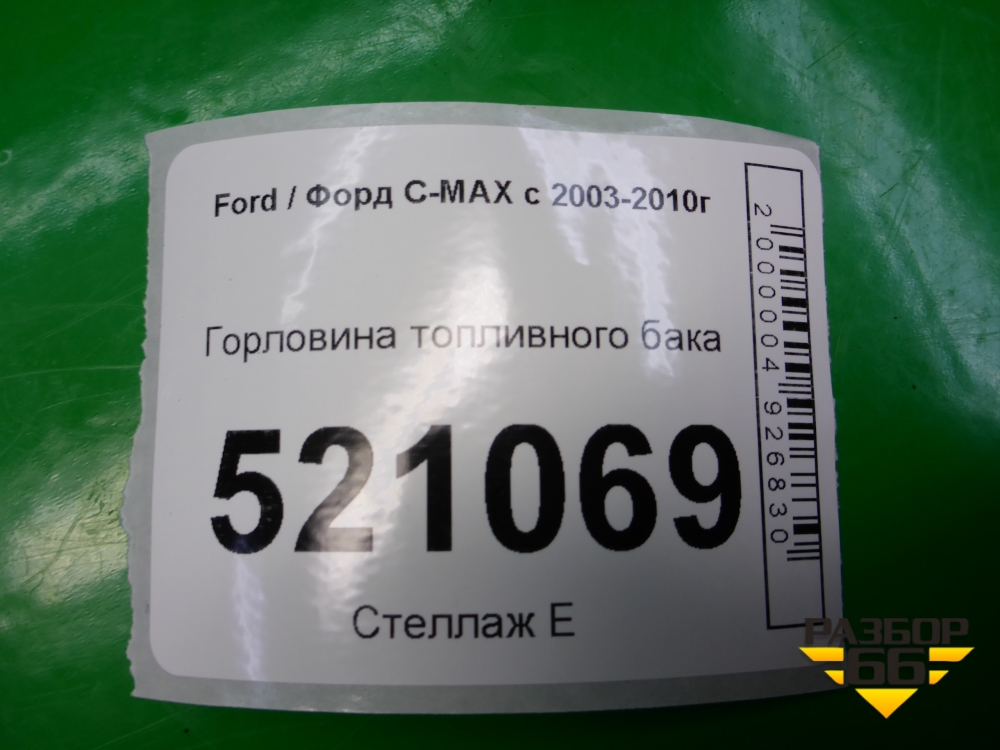 Ford / Форд C-MAX с 2003-2010г
Горловина топливного бака
521069
Стеллаж Е
2000004926830
РАЗБОР
66